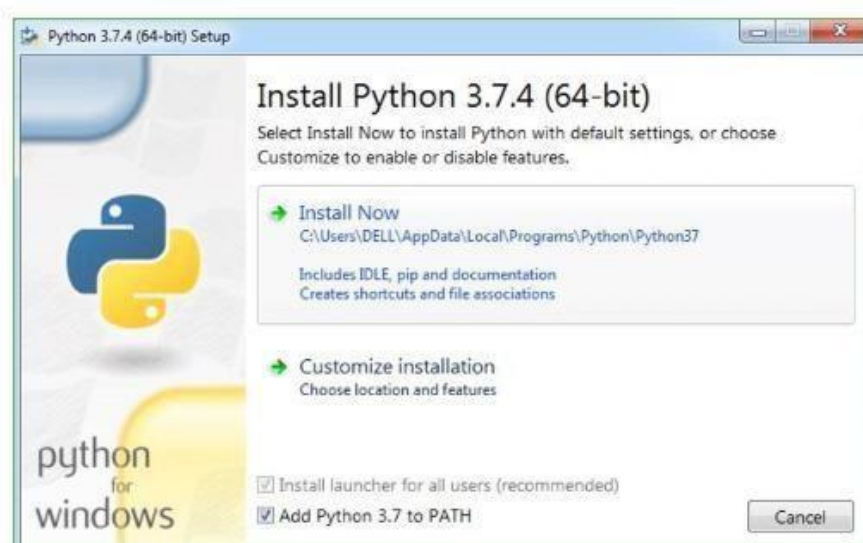 Python 3.7.4 (64-bit) Setup
Install Python 3.7.4 (64-bit)
Select Install Now to install Python with default settings, or choose
Customize to enable or disable features.
Install Now
C:\Users\DELL\AppData\Local\Programs\Python\Python37
Includes IDLE, pip and documentation
Creates shortcuts and file associations
Customize installation
Choose location and features
python
for
windows
Install launcher for all users (recommended)
Add Python 3.7 to PATH
Cancel